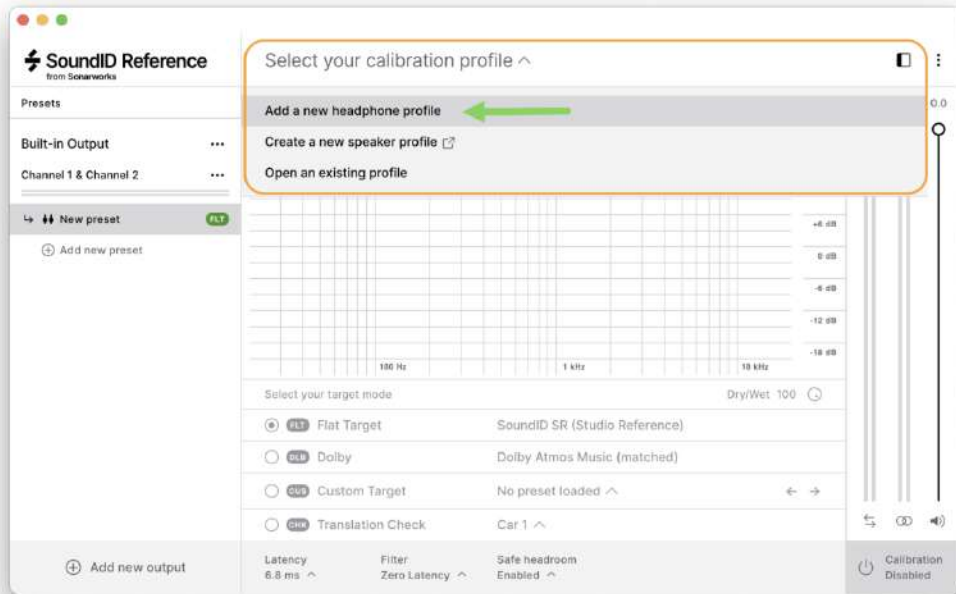 SoundID Reference
from Sonarworks
Presets
Built-in Output
Channel 1 & Channel 2
New preset
FLT
Add new preset
Add new output
Select your calibration profile
Add a new headphone profile
Create a new speaker profile
Open an existing profile
+6 dB
0 dB
-6 dB
-12 dB
-18 dB
100 Hz
1 kHz
10 kHz
Select your target mode
Dry/Wet 100
FLT Flat Target
SoundID SR (Studio Reference)
DLB Dolby
Dolby Atmos Music (matched)
CUS Custom Target
No preset loaded
CHK Translation Check
Car 1
Latency
6.8 ms
Filter
Zero Latency
Safe headroom
Enabled
0.0
Calibration
Disabled